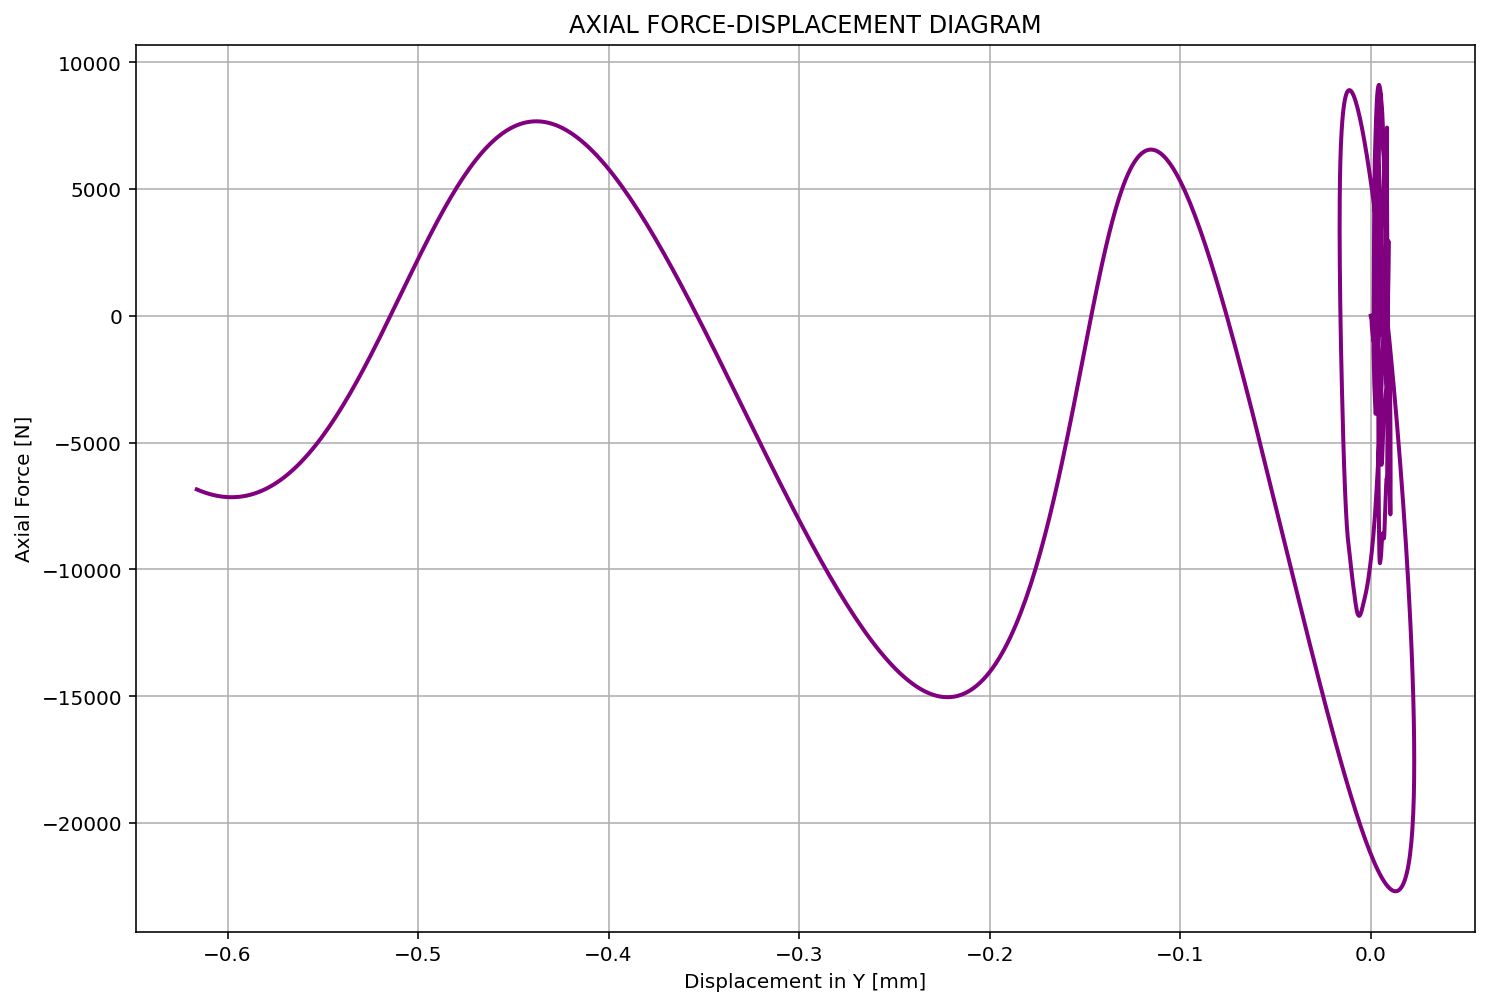 AXIAL FORCE-DISPLACEMENT DIAGRAM
10000
5000
0
−5000
−10000
−15000
−20000
Axial Force [N]
−0.6 −0.5 −0.4 −0.3 −0.2 −0.1 0.0
Displacement in Y [mm]